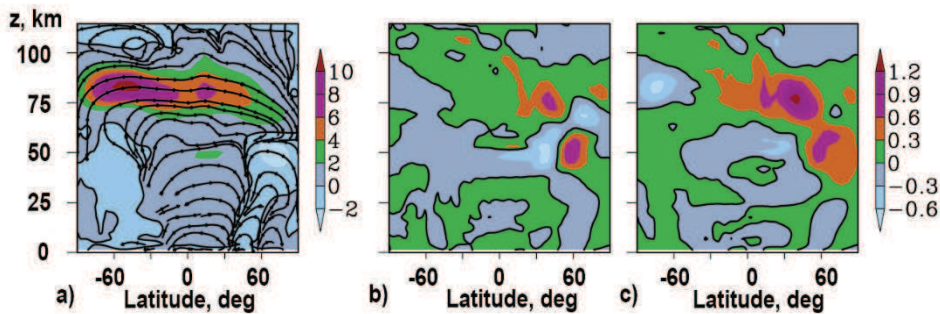 z, km
100
75
50
25
0
-60 0 60
a) Latitude, deg
10
8
6
4
2
0
−2
-60 0 60
b) Latitude, deg
-60 0 60
c) Latitude, deg
1.2
0.9
0.6
0.3
0
−0.3
−0.6